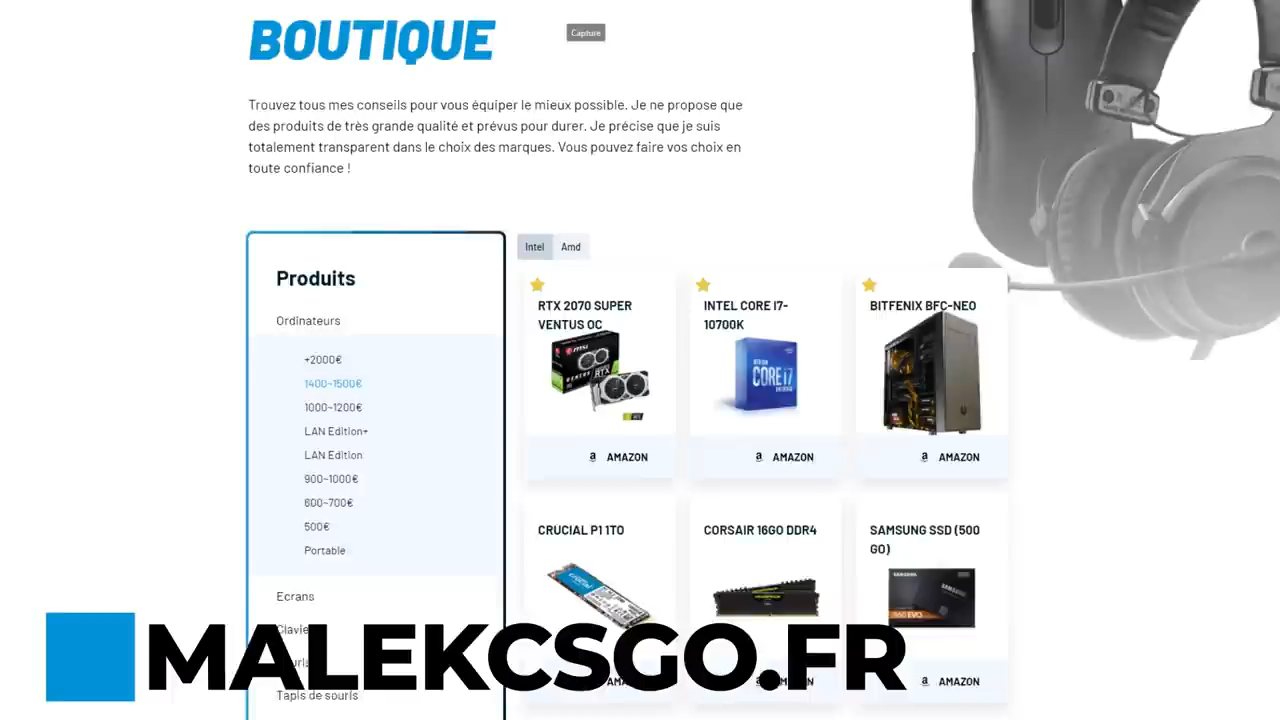 BOUTIQUE
Capture
Trouvez tous mes conseils pour vous équiper le mieux possible. Je ne propose que
des produits de très grande qualité et prévus pour durer. Je précise que je suis
totalement transparent dans le choix des marques. Vous pouvez faire vos choix en
toute confiance !
Produits
Ordinateurs
+2000€
1400-1500€
1000-1200€
LAN Edition+
LAN Edition
900-1000€
600-700€
500€
Portable
Ecrans
Tapis de souris
Intel Amd
RTX 2070 SUPER
VENTUS OC
INTEL CORE I7-
10700K
BITFENIX BFC-NEO
CORE i7
AMAZON
AMAZON
AMAZON
CRUCIAL P1 1TO
CORSAIR 16GO DDR4
SAMSUNG SSD (500
GO)
crucial
SAMSUNG
AMAZON
MALEKCSGO.FR